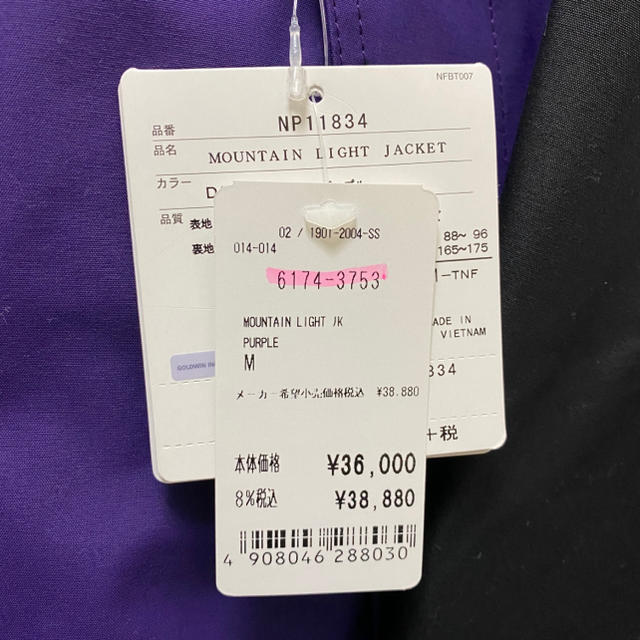 NFBT007
品番 NP11834
品名 MOUNTAIN LIGHT JACKET
カラー
品質 表地
裏地
88~ 96
165~175
-TNF
MADE IN
VIETNAM
GOLDWIN
834
+税
02 / 1901-2004-SS
014-014
6174-3753
MOUNTAIN LIGHT JK
PURPLE
M
メーカー希望小売価格税込 ¥38,880
本体価格 ¥36,000
8%税込 ¥38,880
4 908046 288030